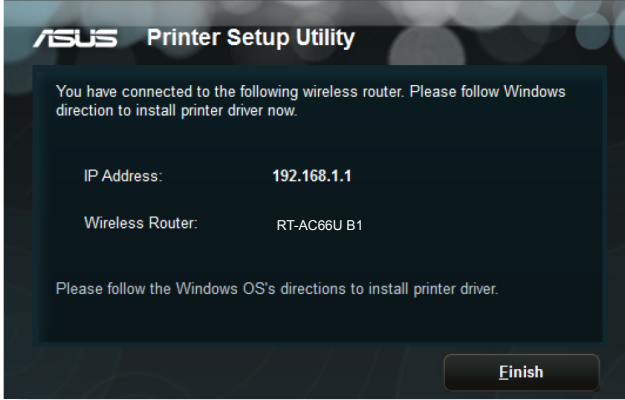 ASUS Printer Setup Utility
You have connected to the following wireless router. Please follow Windows
direction to install printer driver now.
IP Address: 192.168.1.1
Wireless Router: RT-AC66U B1
Please follow the Windows OS's directions to install printer driver.
Finish